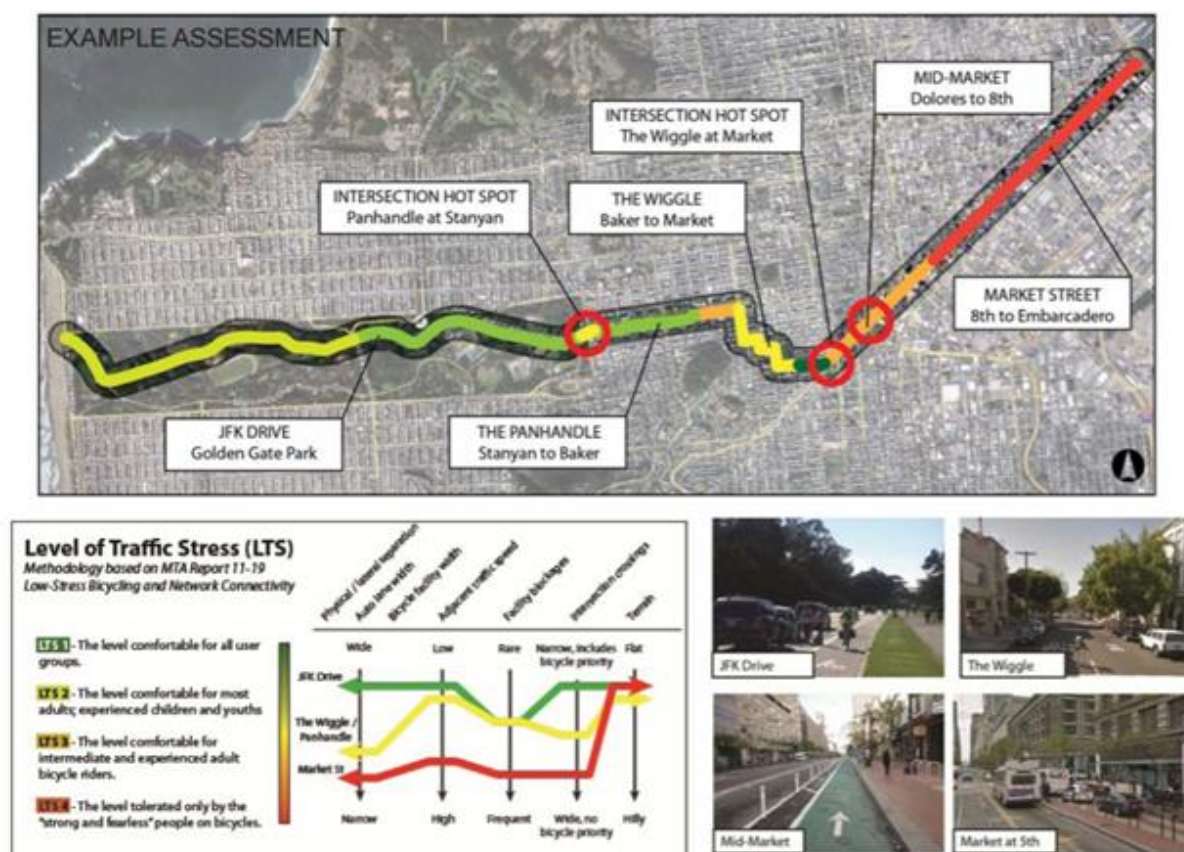 EXAMPLE ASSESSMENT
MID-MARKET
Dolores to 8th
INTERSECTION HOT SPOT
The Wiggle at Market
INTERSECTION HOT SPOT
Panhandle at Stanyan
THE WIGGLE
Baker to Market
MARKET STREET
8th to Embarcadero
JFK DRIVE
Golden Gate Park
THE PANHANDLE
Stanyan to Baker
Level of Traffic Stress (LTS)
Methodology based on MTA Report 11-19
Low-Stress Bicycling and Network Connectivity
LTS 1 - The level comfortable for all user
groups.
LTS 2 - The level comfortable for most
adults; experienced children and youths
LTS 3 - The level comfortable for
intermediate and experienced adult
bicycle riders.
LTS 4 - The level tolerated only by the
"strong and fearless" people on bicycles.
Physical / lateral separation
Auto lane width
Bicycle facility width
Adjacent traffic speed
Facility blockages
Intersection crossings
Terrain
Wide
Low
Rare
Narrow, includes
bicycle priority
Flat
JFK Drive
The Wiggle /
Panhandle
Market St
Narrow
High
Frequent
Wide, no
bicycle priority
Hilly
JFK Drive
The Wiggle
Mid-Market
Market at 5th